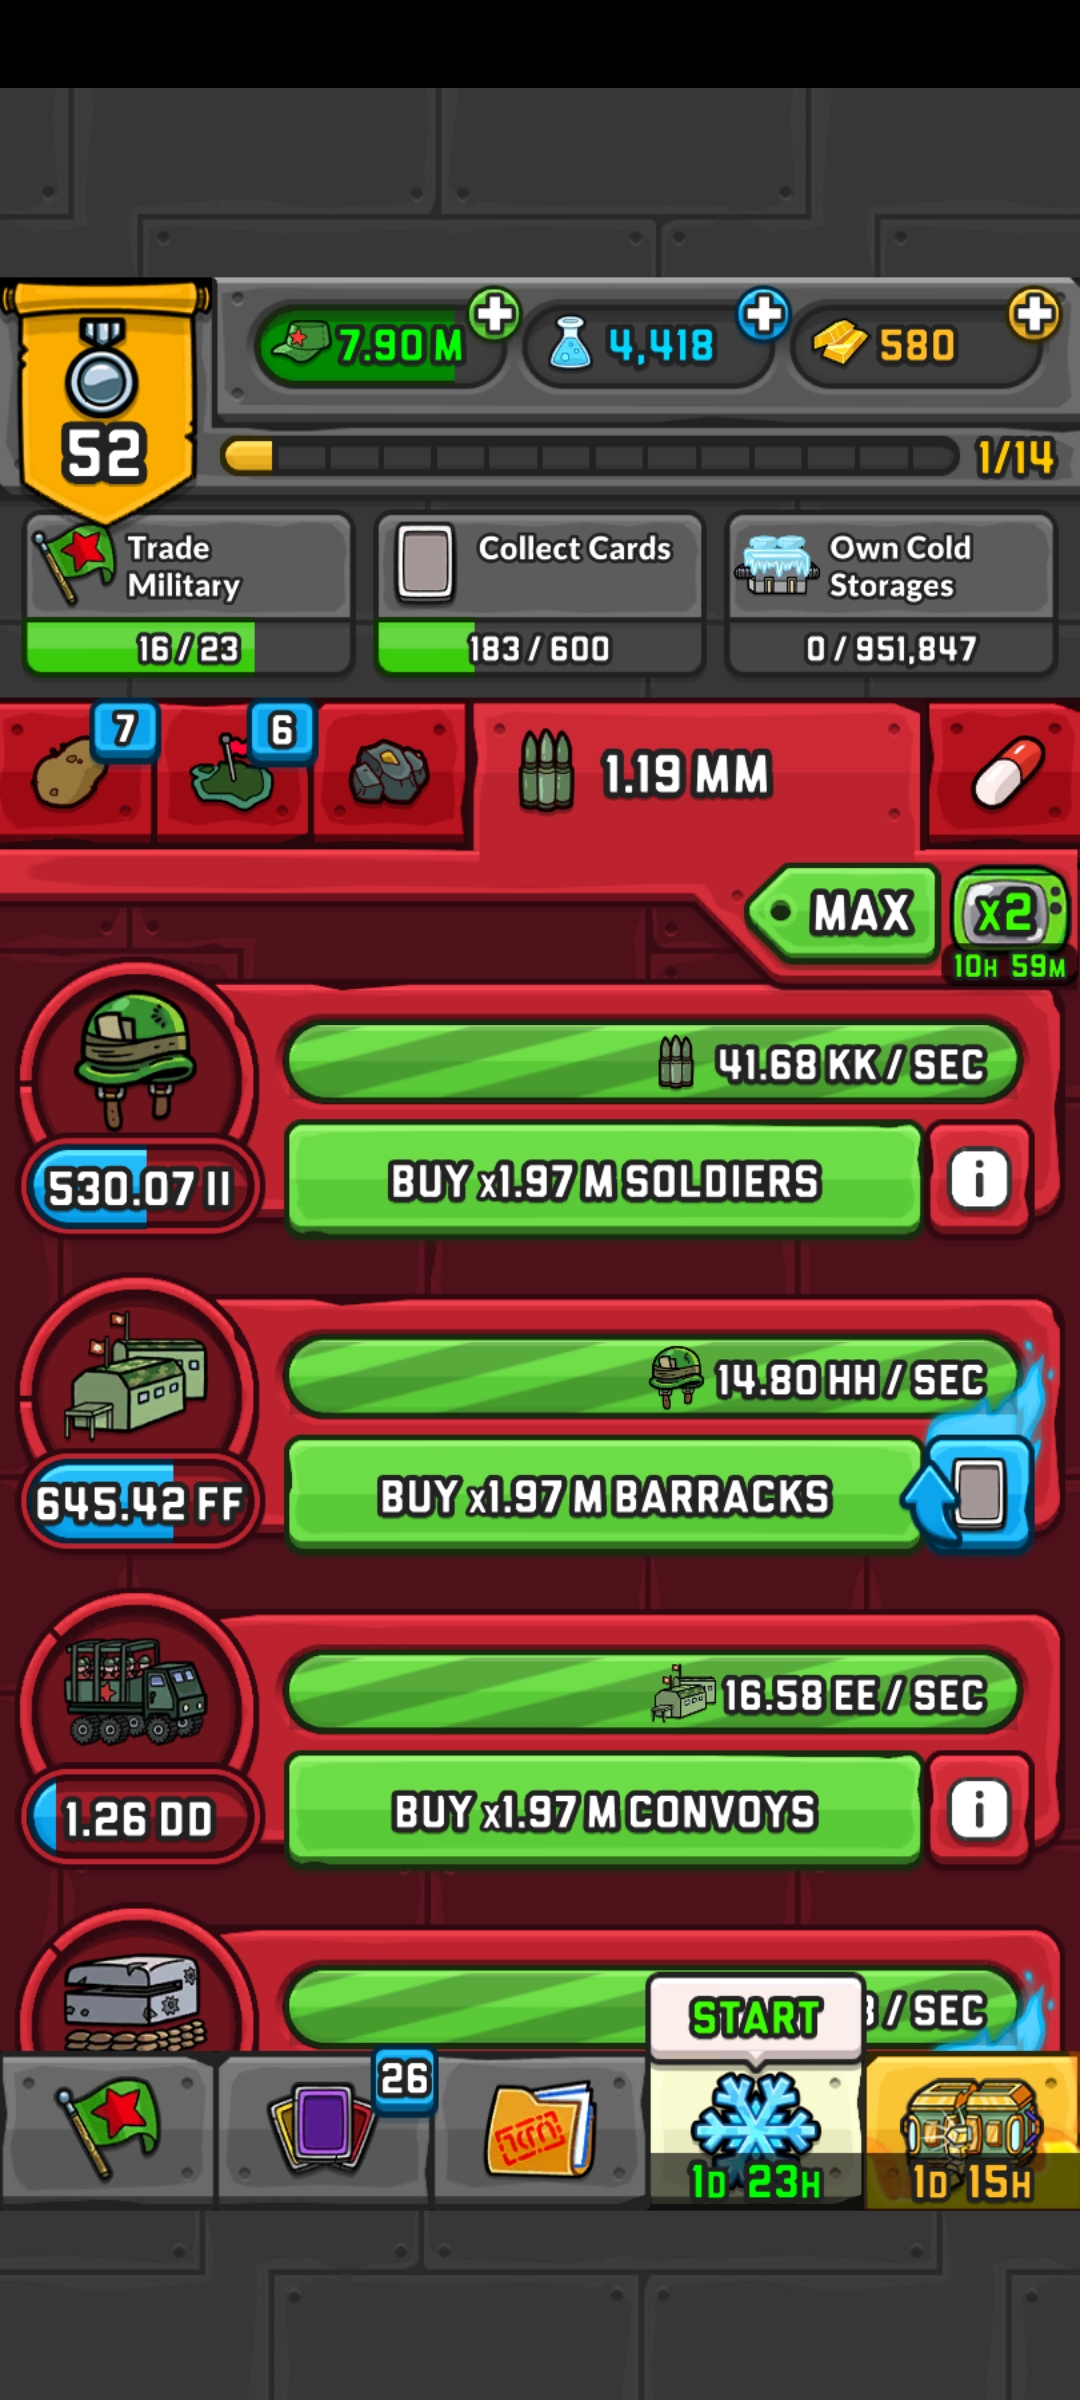 7.90 M
4,418
580
52
1/14
Trade
Military
16/23
Collect Cards
183/600
Own Cold
Storages
0/951,847
7
6
1.19 MM
MAX
x2
10H 59M
41.68 KK/SEC
530.07 II
BUY x1.97 M SOLDIERS
i
14.80 HH/SEC
645.42 FF
BUY x1.97 M BARRACKS
16.58 EE/SEC
1.26 DD
BUY x1.97 M CONVOYS
i
/SEC
START
26
1D 23H
1D 15H